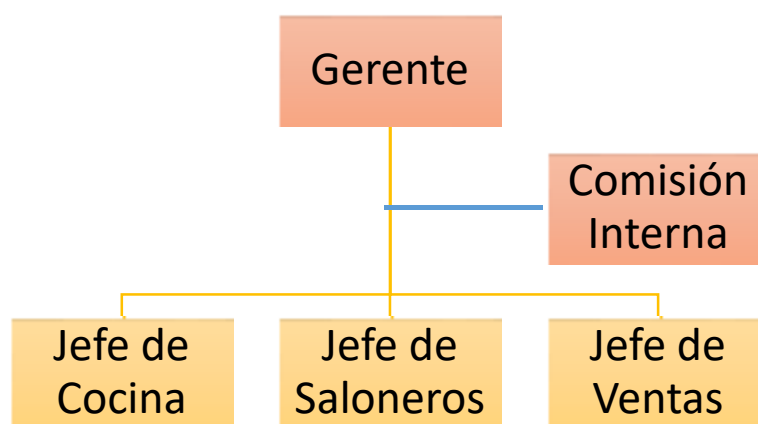 Gerente
Comisión
Interna
Jefe de
Cocina
Jefe de
Saloneros
Jefe de
Ventas